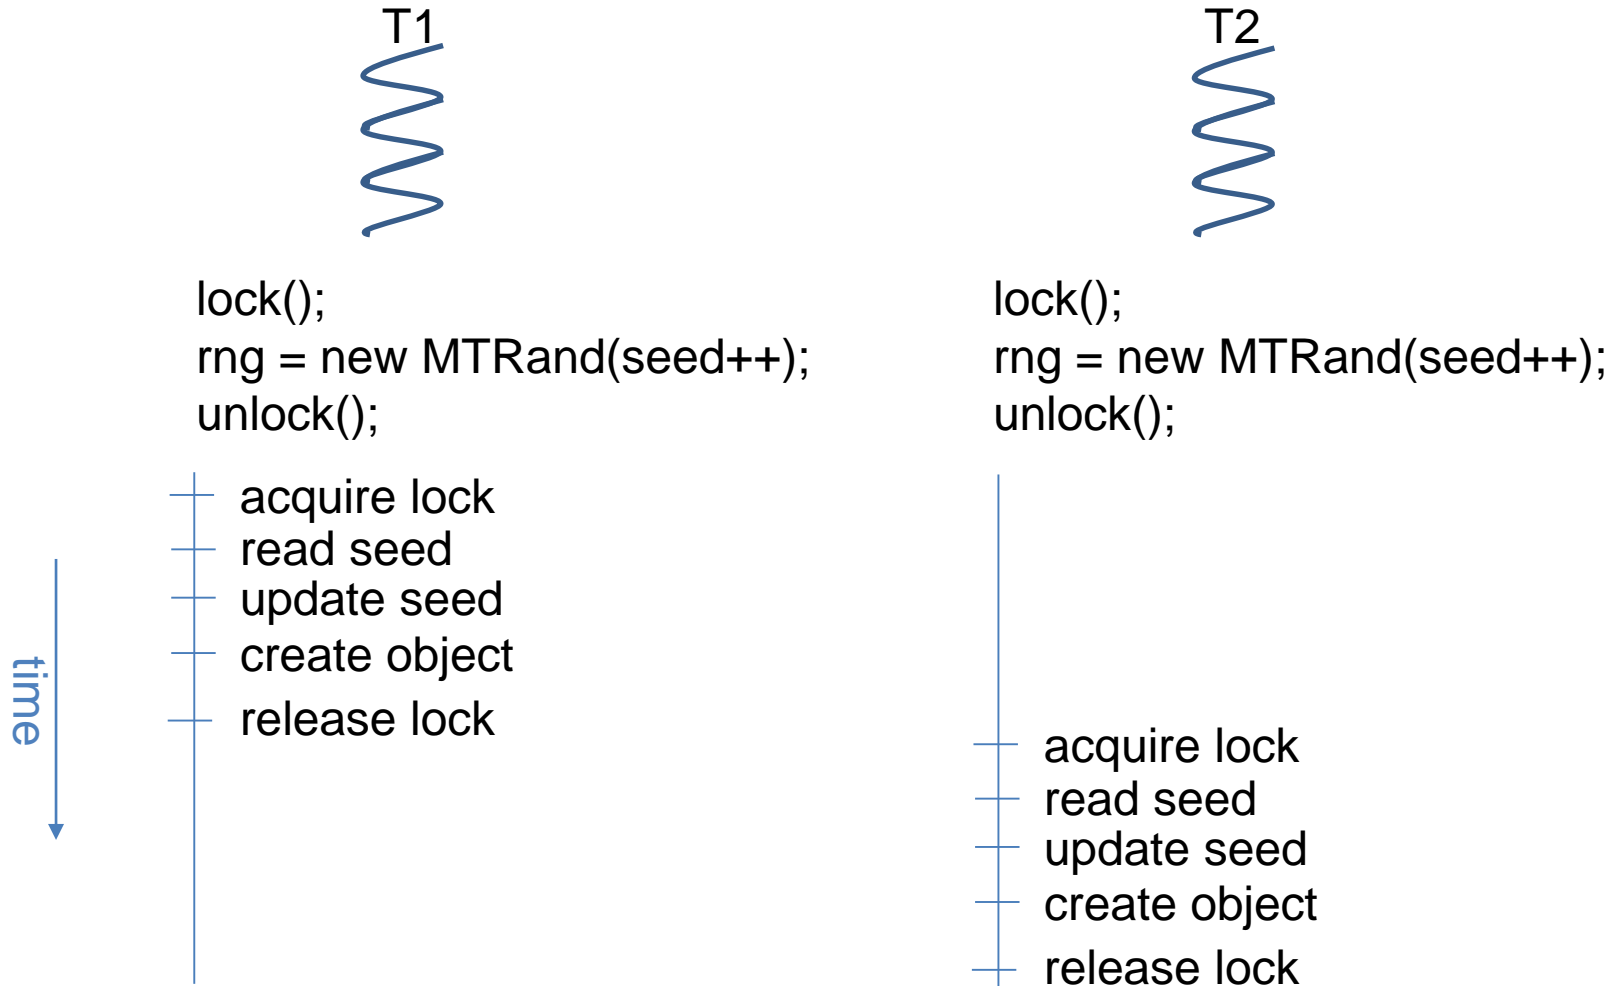 T1
T2
lock();
rng = new MTRand(seed++);
unlock();
lock();
rng = new MTRand(seed++);
unlock();
time
acquire lock
read seed
update seed
create object
release lock
acquire lock
read seed
update seed
create object
release lock